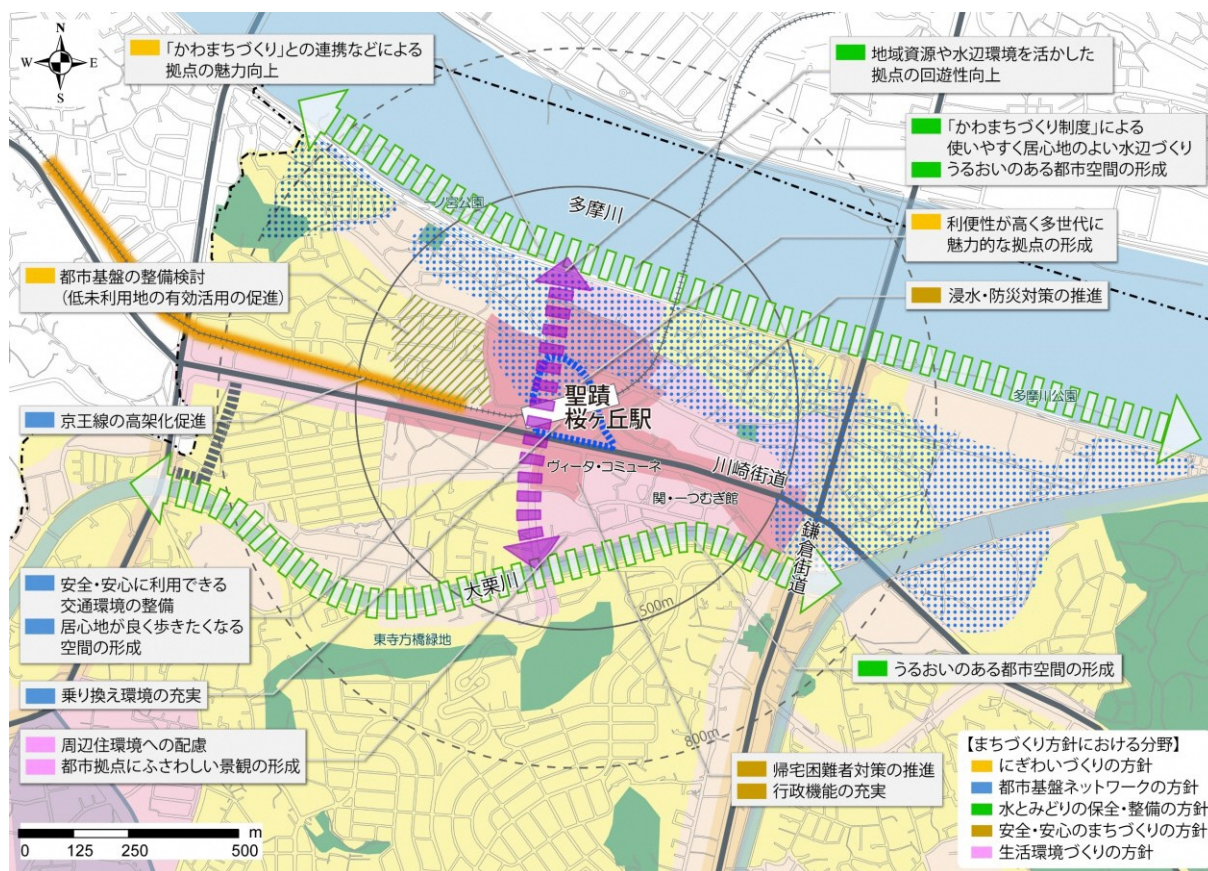 N
W
E
S
「かわまちづくり」との連携などによる
拠点の魅力向上
地域資源や水辺環境を活かした
拠点の回遊性向上
「かわまちづくり制度」による
使いやすく居心地のよい水辺づくり
うるおいのある都市空間の形成
一ノ宮公園
多摩川
利便性が高く多世代に
魅力的な拠点の形成
都市基盤の整備検討
(低未利用地の有効活用の促進)
浸水・防災対策の推進
聖蹟
桜ヶ丘駅
多摩川公園
京王線の高架化促進
ヴィータ・コミューネ
川崎街道
関・一つむぎ館
鎌倉街道
大栗川
安全・安心に利用できる
交通環境の整備
居心地が良く歩きたくなる
空間の形成
500m
東寺方橋緑地
うるおいのある都市空間の形成
乗り換え環境の充実
800m
周辺住環境への配慮
都市拠点にふさわしい景観の形成
帰宅困難者対策の推進
行政機能の充実
【まちづくり方針における分野】
にぎわいづくりの方針
都市基盤ネットワークの方針
水とみどりの保全・整備の方針
安全・安心のまちづくりの方針
生活環境づくりの方針
m
0 125 250 500